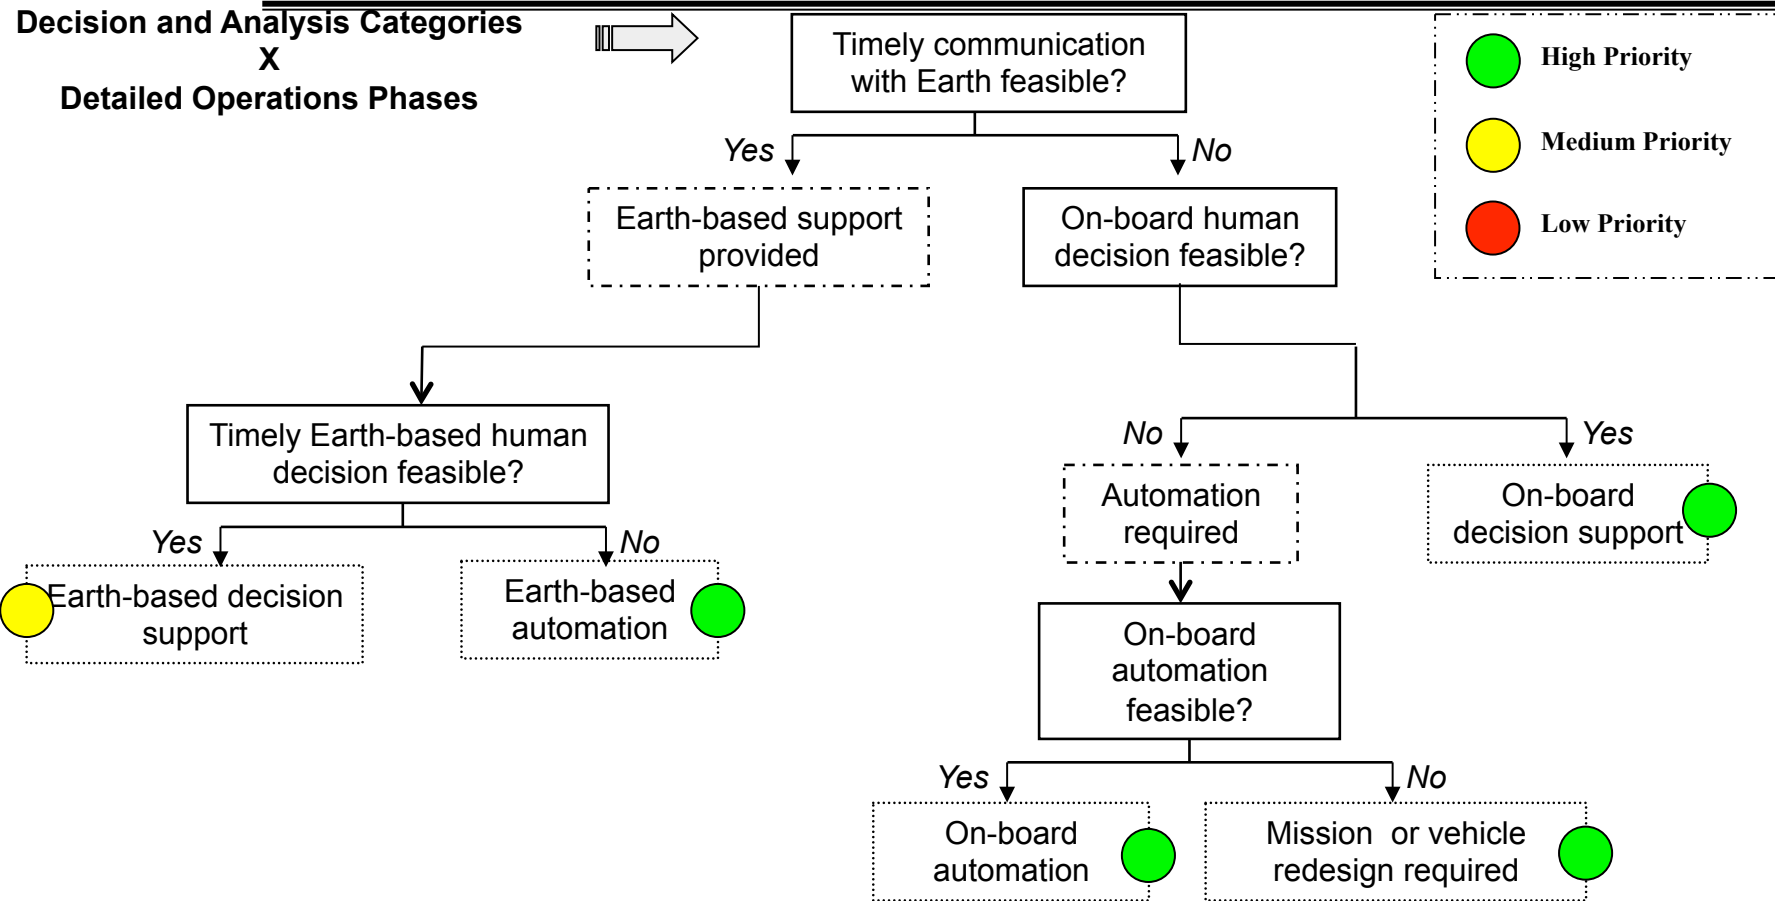 Decision and Analysis Categories
X
Detailed Operations Phases
Timely communication
with Earth feasible?
High Priority
Medium Priority
Low Priority
Yes
No
Earth-based support
provided
On-board human
decision feasible?
Timely Earth-based human
decision feasible?
No
Yes
Automation
required
On-board
decision support
Yes
No
Earth-based decision
support
Earth-based
automation
On-board
automation
feasible?
Yes
No
On-board
automation
Mission  or vehicle
redesign required